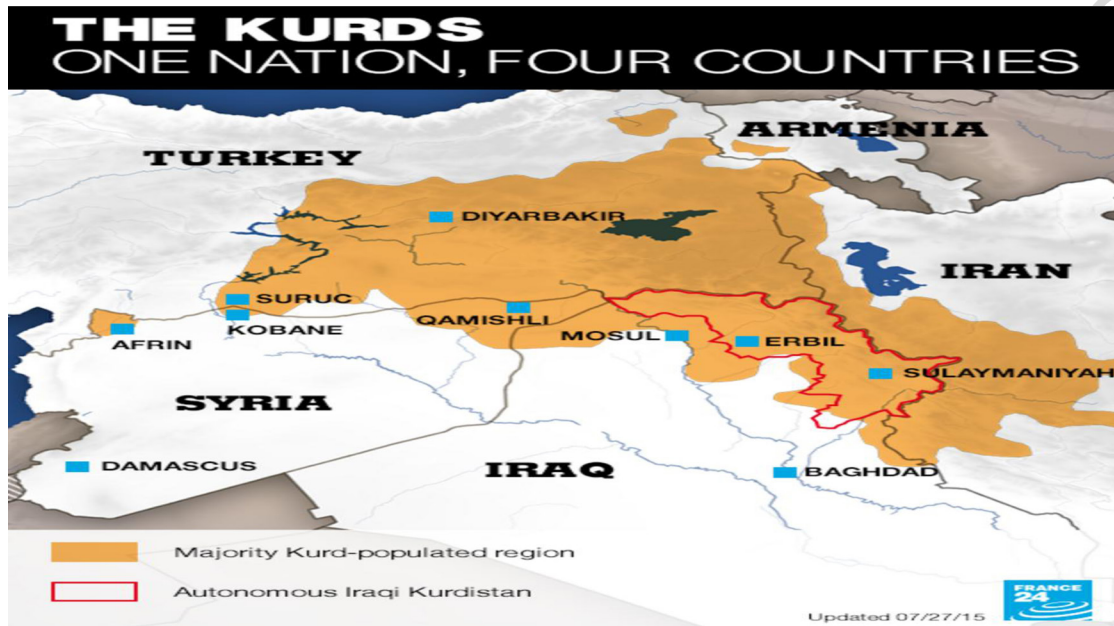 THE KURDS
ONE NATION, FOUR COUNTRIES
ARMENIA
TURKEY
DIYARBAKIR
IRAN
SURUC
QAMISHLI
KOBANE
MOSUL
ERBIL
AFRIN
SULAYMANIYAH
SYRIA
DAMASCUS
IRAQ
BAGHDAD
Majority Kurd-populated region
Autonomous Iraqi Kurdistan
FRANCE
24
Updated 07/27/15